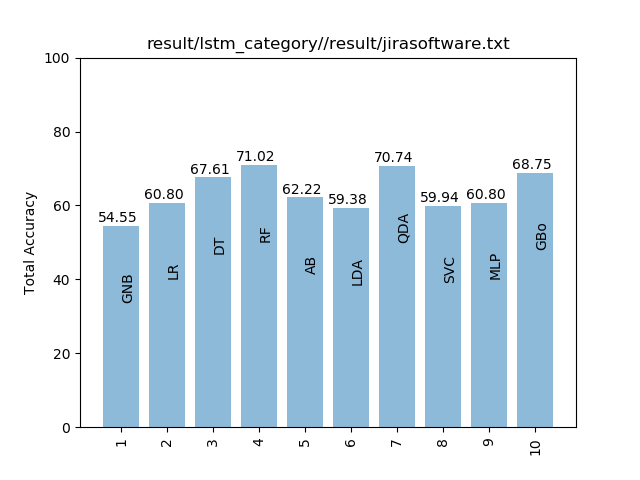 result/lstm_category//result/jirasoftware.txt
Total Accuracy
100
80
60
40
20
0
54.55
60.80
67.61
71.02
62.22
59.38
70.74
59.94
60.80
68.75
GNB
LR
DT
RF
AB
LDA
QDA
SVC
MLP
GBo
1
2
3
4
5
6
7
8
9
10